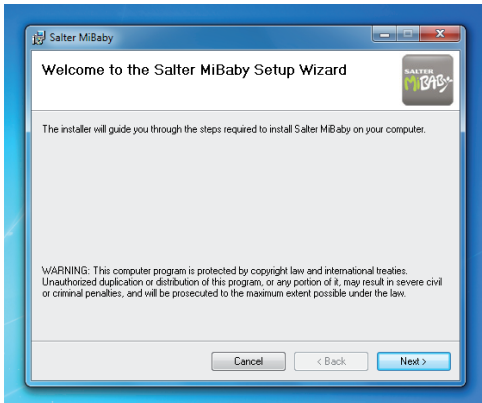 Salter MiBaby
Welcome to the Salter MiBaby Setup Wizard
SALTER
MiBABY
The installer will guide you through the steps required to install Salter MiBaby on your computer.
WARNING: This computer program is protected by copyright law and international treaties.
Unauthorized duplication or distribution of this program, or any portion of it, may result in severe civil
or criminal penalties, and will be prosecuted to the maximum extent possible under the law.
Cancel
< Back
Next >